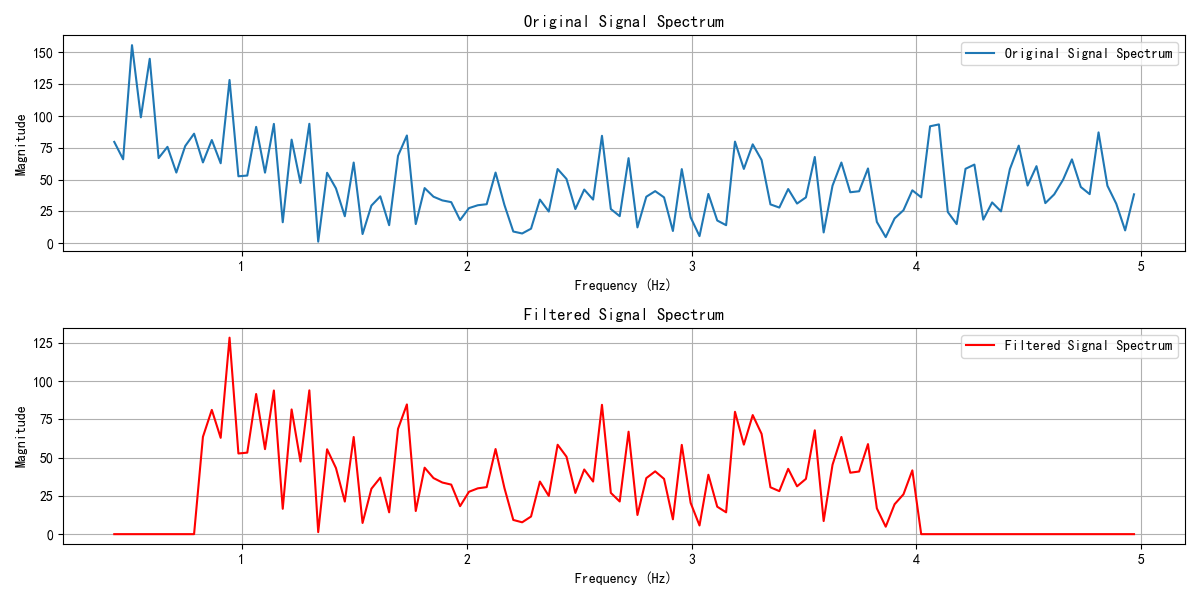 Original Signal Spectrum
Original Signal Spectrum
150
125
100
75
50
25
0
Magnitude
1
2
3
4
5
Frequency (Hz)
Filtered Signal Spectrum
Filtered Signal Spectrum
125
100
75
50
25
0
Magnitude
1
2
3
4
5
Frequency (Hz)